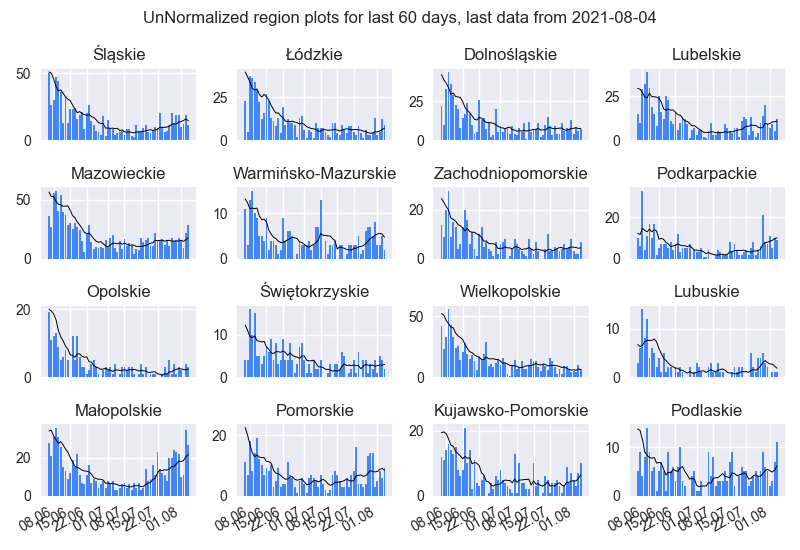 UnNormalized region plots for last 60 days, last data from 2021-08-04
Śląskie
Łódzkie
Dolnośląskie
Lubelskie
50
0
25
0
25
0
25
0
Mazowieckie
Warmińsko-Mazurskie
Zachodniopomorskie
Podkarpackie
50
0
10
0
20
0
20
0
Opolskie
Świętokrzyskie
Wielkopolskie
Lubuskie
20
10
0
10
0
50
0
10
0
Małopolskie
Pomorskie
Kujawsko-Pomorskie
Podlaskie
20
0
20
0
20
0
10
0
08.06 15.06 22.06 01.07 08.07 15.07 22.07 01.08
08.06 15.06 22.06 01.07 08.07 15.07 22.07 01.08
08.06 15.06 22.06 01.07 08.07 15.07 22.07 01.08
08.06 15.06 22.06 01.07 08.07 15.07 22.07 01.08